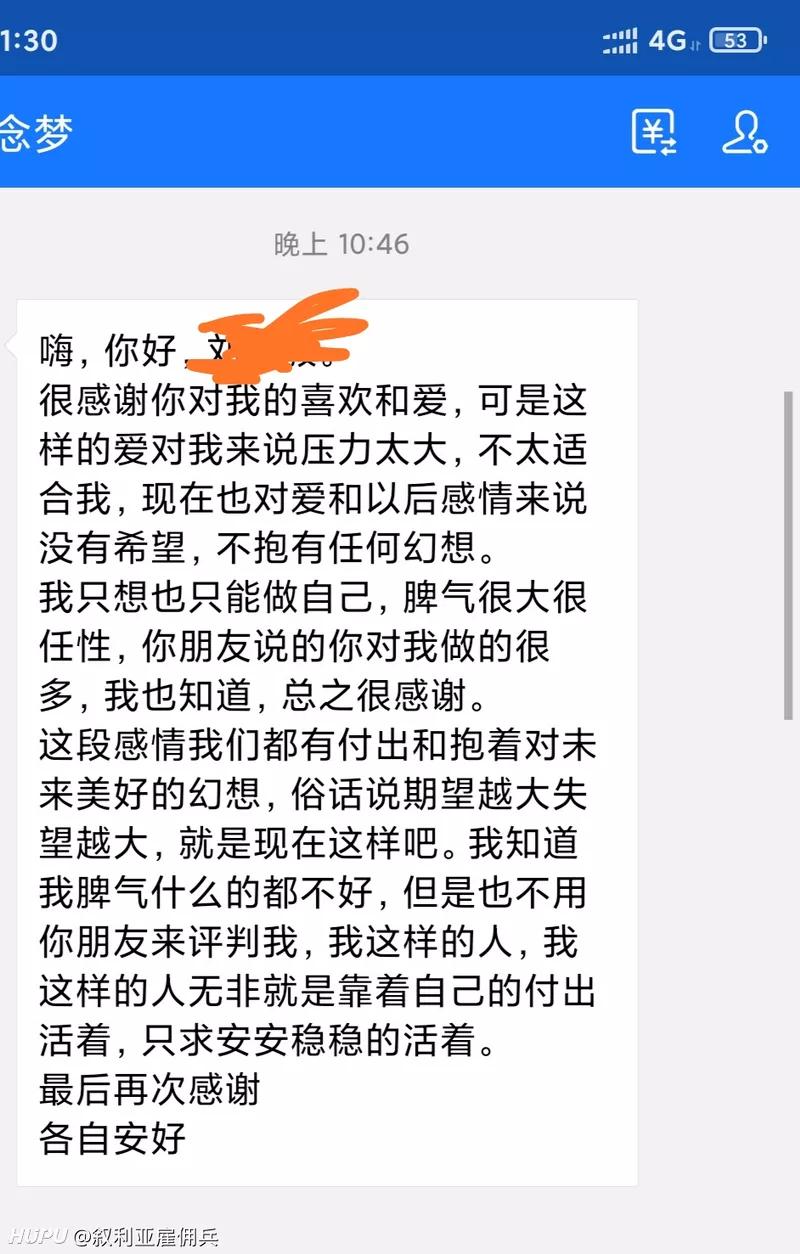 1:30
4G
53
念梦
晚上 10:46
嗨，你好，刘
很感谢你对我的喜欢和爱，可是这
样的爱对我来说压力太大，不太适
合我，现在也对爱和以后感情来说
没有希望，不抱有任何幻想。
我只想也只能做自己，脾气很大很
任性，你朋友说的你对我做的很
多，我也知道，总之很感谢。
这段感情我们都有付出和抱着对未
来美好的幻想，俗话说期望越大失
望越大，就是现在这样吧。我知道
我脾气什么的都不好，但是也不用
你朋友来评判我，我这样的人，我
这样的人无非就是靠着自己的付出
活着，只求安安稳稳的活着。
最后再次感谢
各自安好
HUPU @叙利亚雇佣兵